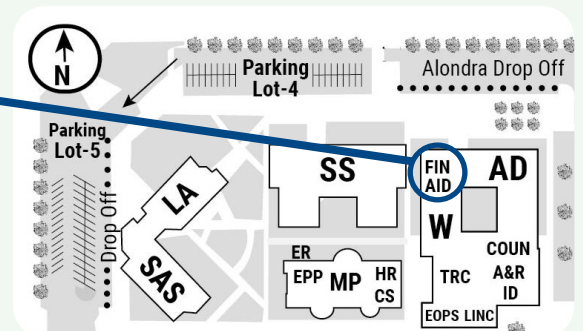 N
Parking
Lot-4
Alondra Drop Off
Parking
Lot-5
Drop Off
LA
SAS
SS
FIN
AID
AD
W
COUN
TRC
A&R
ID
EOPS LINC
ER
EPP
MP
HR
CS